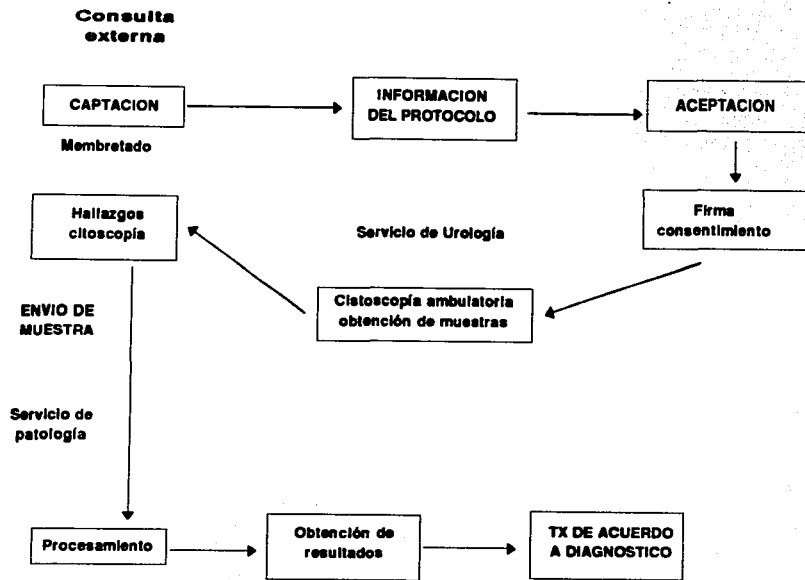 Consulta
externa
CAPTACION
INFORMACION
DEL PROTOCOLO
ACEPTACION
Membretado
Hallazgos
citoscopía
Servicio de Urología
Firma
consentimiento
Cistoscopía ambulatoria
obtención de muestras
ENVIO DE
MUESTRA
Servicio de
patología
Procesamiento
Obtención de
resultados
TX DE ACUERDO
A DIAGNOSTICO